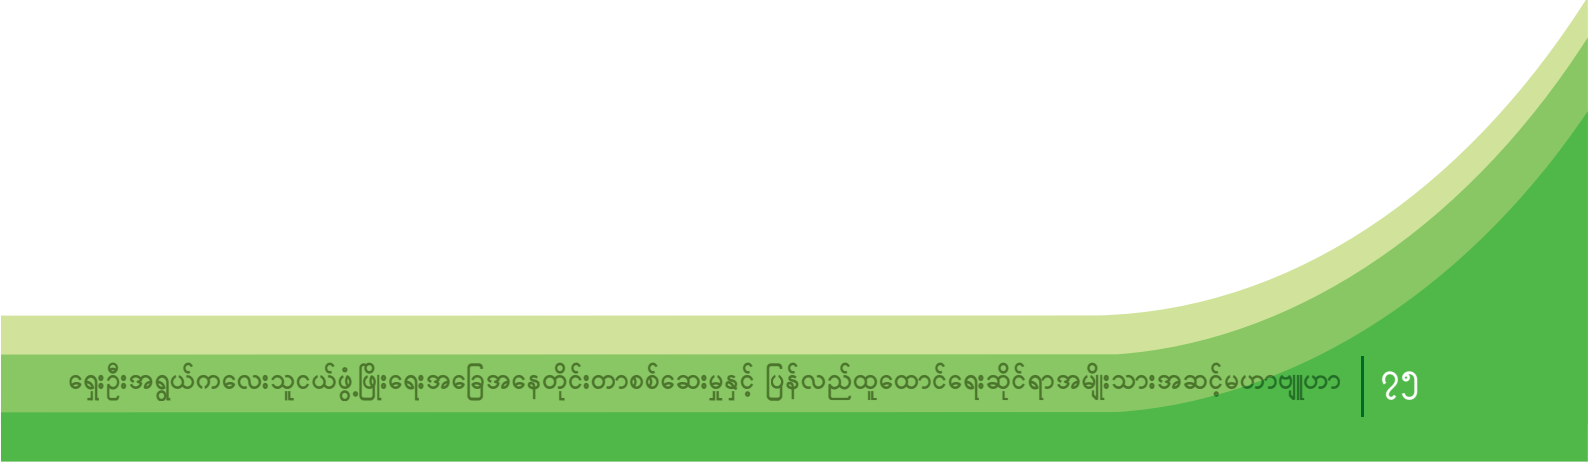 ရှေးဦးအရွယ်ကလေးသူငယ်ဖွံ့ဖြိုးရေးအခြေအနေတိုင်းတာစစ်ဆေးမှုနှင့် ပြန်လည်ထူထောင်ရေးဆိုင်ရာအမျိုးသားအဆင့်မဟာဗျူဟာ ၇၅